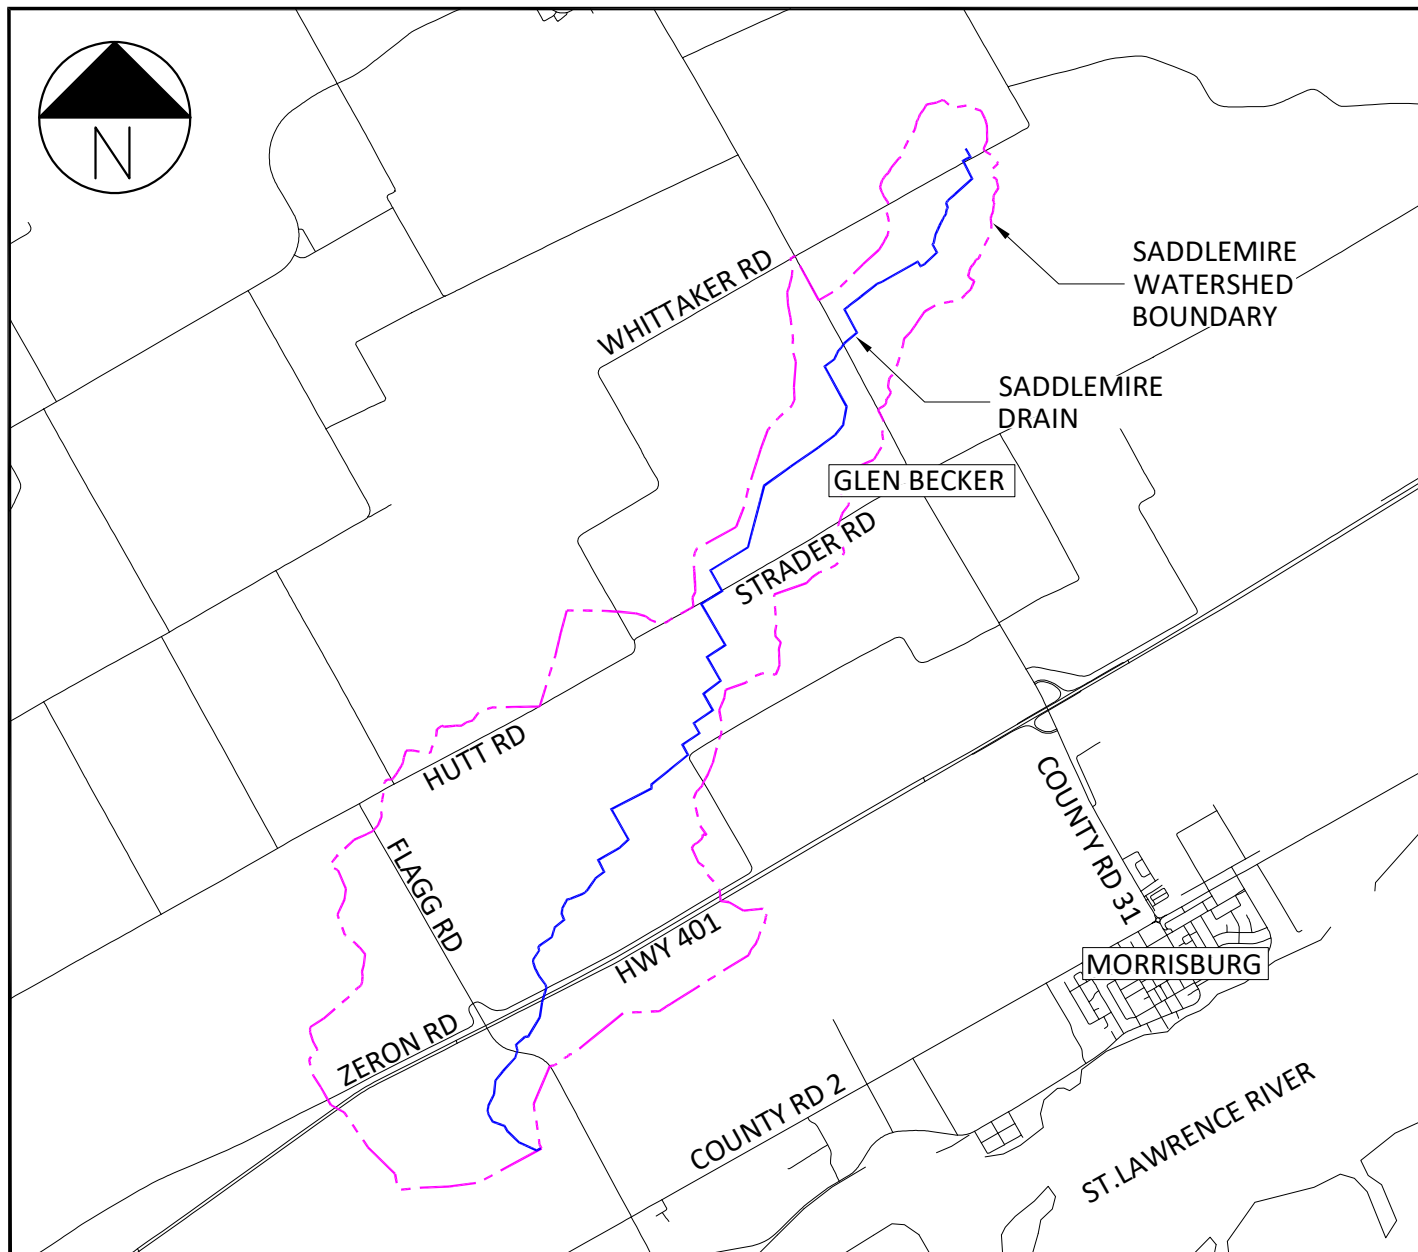 N
SADDLEMIRE
WATERSHED
BOUNDARY
WHITTAKER RD
SADDLEMIRE
DRAIN
GLEN BECKER
STRADER RD
HUTT RD
FLAGG RD
COUNTY RD 31
HWY 401
MORRISBURG
ZERON RD
COUNTY RD 2
ST.LAWRENCE RIVER